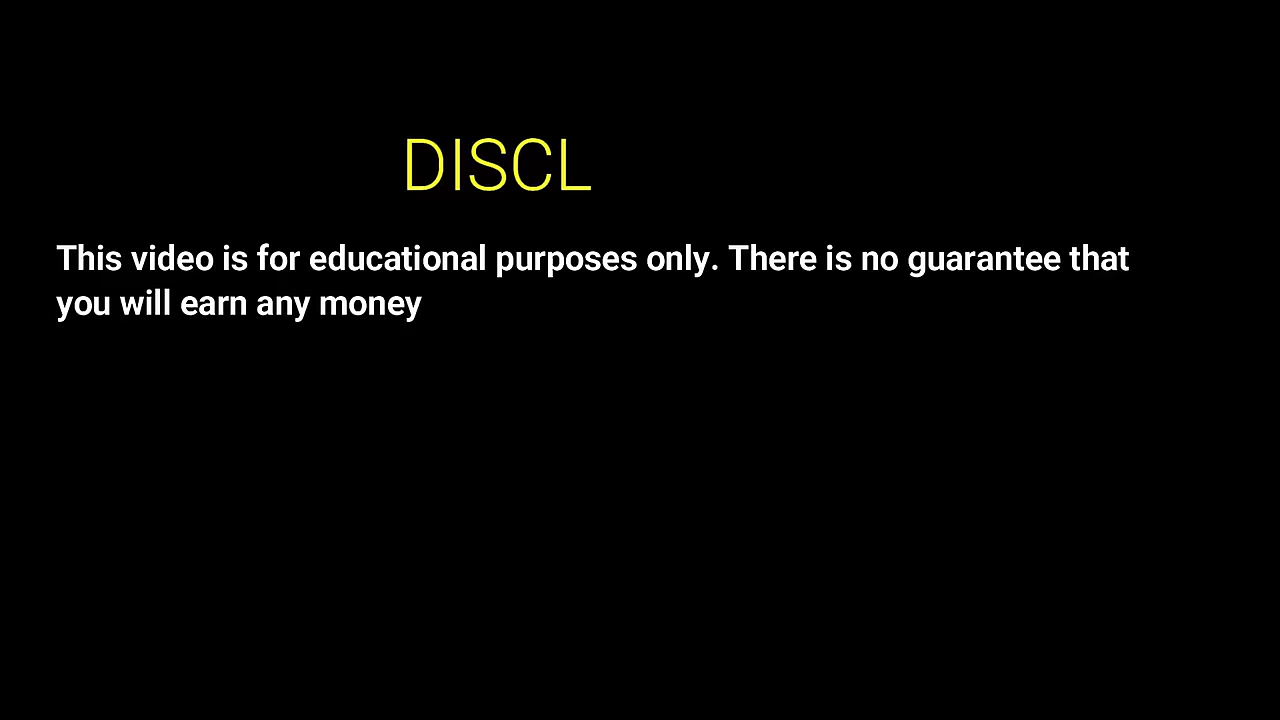 DISCL
This video is for educational purposes only. There is no guarantee that
you will earn any money